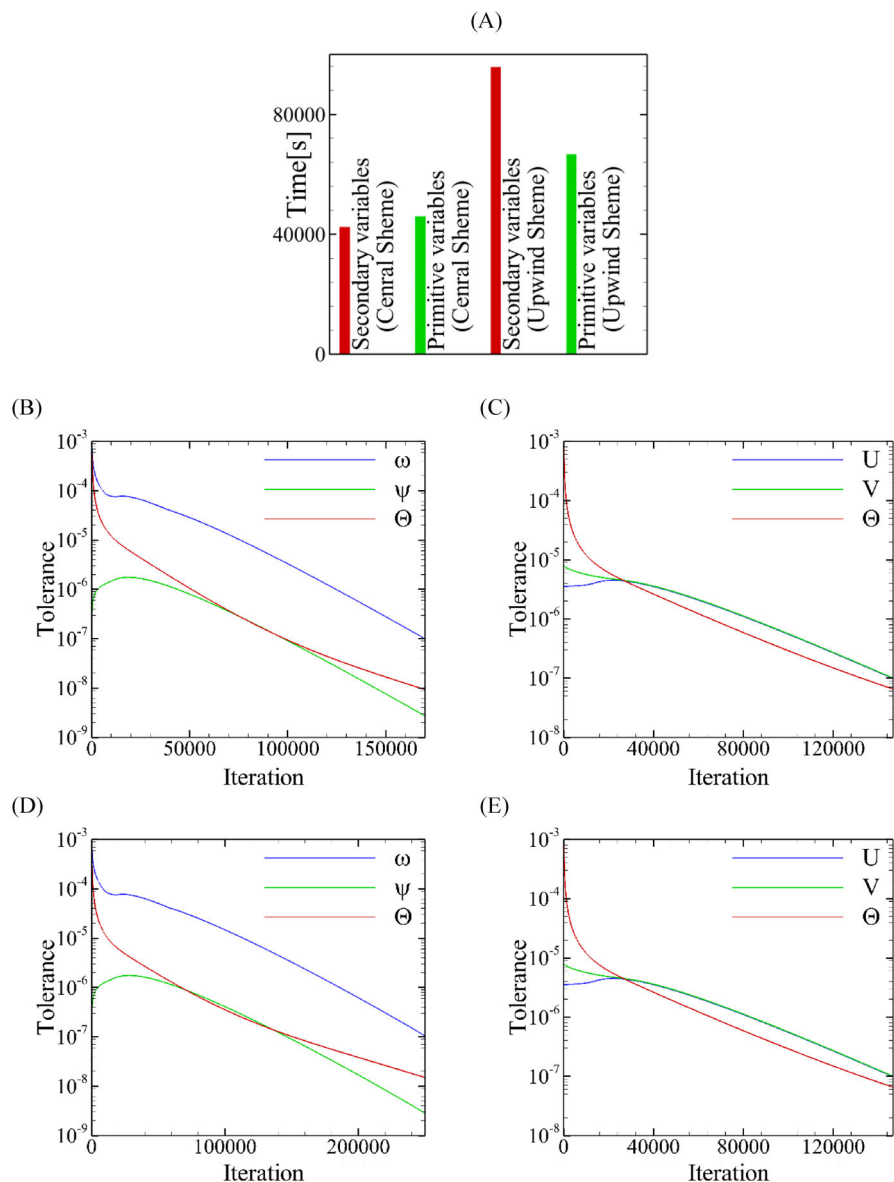 (A)
Time[s]
80000
40000
0
Secondary variables
(Cenral Sheme)
Primitive variables
(Cenral Sheme)
Secondary variables
(Upwind Sheme)
Primitive variables
(Upwind Sheme)
(B)
Tolerance
10⁻³
10⁻⁴
10⁻⁵
10⁻⁶
10⁻⁷
10⁻⁸
10⁻⁹
ω
ψ
Θ
0 50000 100000 150000
Iteration
(C)
Tolerance
10⁻³
10⁻⁴
10⁻⁵
10⁻⁶
10⁻⁷
10⁻⁸
U
V
Θ
0 40000 80000 120000
Iteration
(D)
Tolerance
10⁻³
10⁻⁴
10⁻⁵
10⁻⁶
10⁻⁷
10⁻⁸
10⁻⁹
ω
ψ
Θ
0 100000 200000
Iteration
(E)
Tolerance
10⁻³
10⁻⁴
10⁻⁵
10⁻⁶
10⁻⁷
10⁻⁸
U
V
Θ
0 40000 80000 120000
Iteration